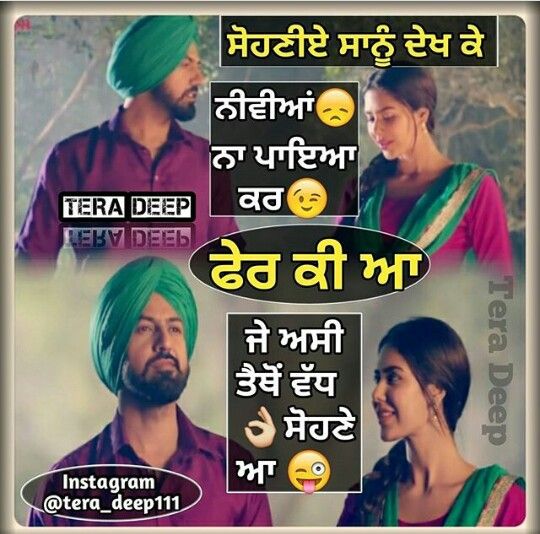 ਸੋਹਣੀਏ ਸਾਨੂੰ ਦੇਖ ਕੇ
ਨੀਵੀਆਂ😞
ਨਾ ਪਾਇਆ
ਕਰ😉
TERA DEEP
ਫੇਰ ਕੀ ਆ
ਜੇ ਅਸੀ
ਤੈਥੋਂ ਵੱਧ
👌🏻ਸੋਹਣੇ
ਆ😜
Tera Deep
Instagram
@tera_deep111